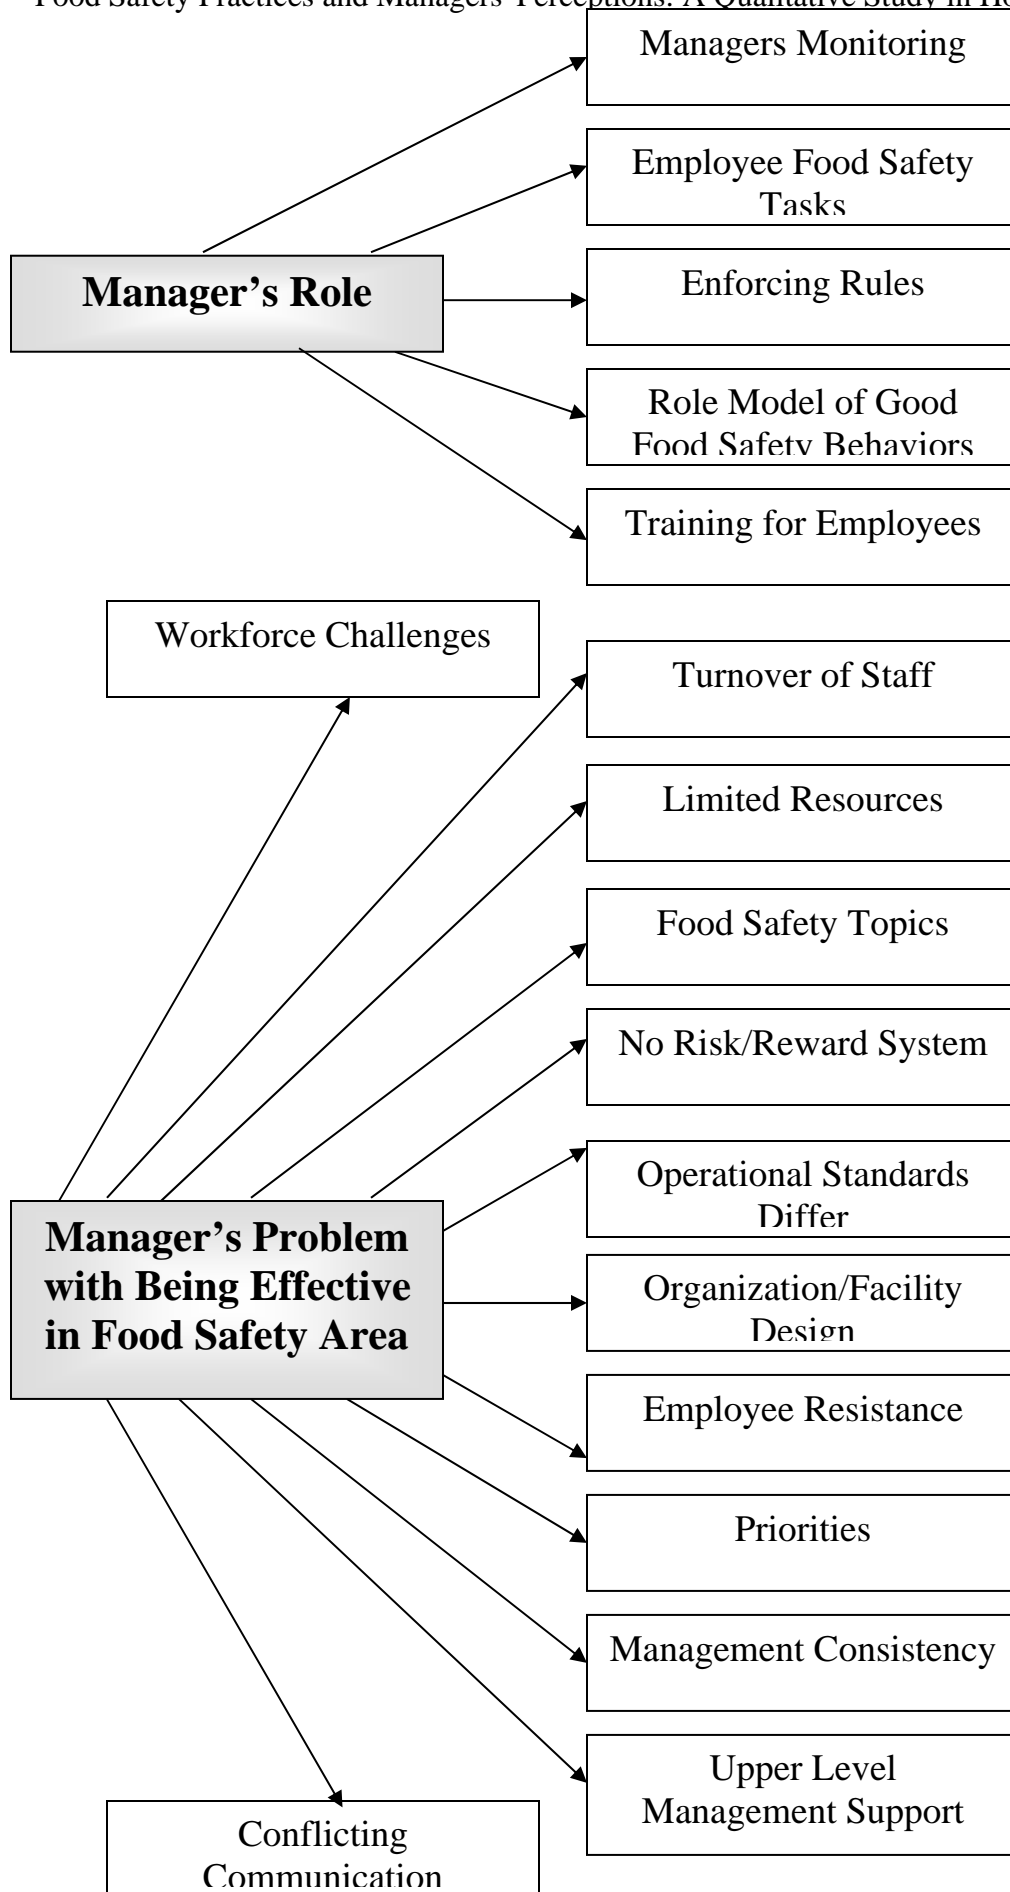 Food Safety Practices and Managers' Perceptions: A Qualitative Study in
Managers Monitoring
Employee Food Safety
Tasks
Manager's Role
Enforcing Rules
Role Model of Good
Food Safety Behaviors
Training for Employees
Workforce Challenges
Turnover of Staff
Limited Resources
Food Safety Topics
No Risk/Reward System
Operational Standards
Differ
Manager's Problem
with Being Effective
in Food Safety Area
Organization/Facility
Design
Employee Resistance
Priorities
Management Consistency
Upper Level
Management Support
Conflicting
Communication